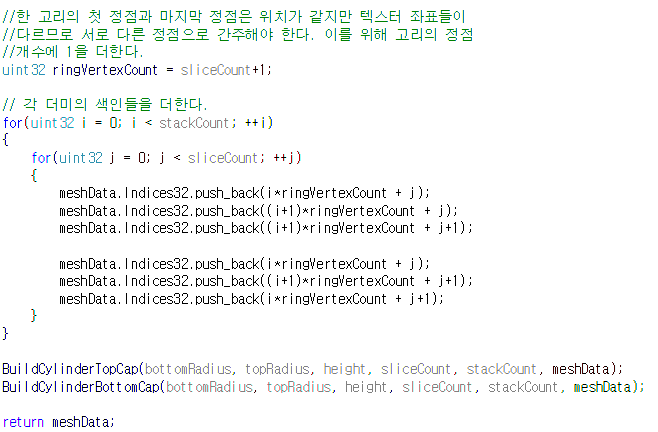 //한 고리의 첫 정점과 마지막 정점은 위치가 같지만 텍스터 좌표들이
//다르므로 서로 다른 정점으로 간주해야 한다. 이를 위해 고리의 정점
//개수에 1을 더한다.
uint32 ringVertexCount = sliceCount+1;
// 각 더미의 색인들을 더한다.
for(uint32 i = 0; i < stackCount; ++i)
{
for(uint32 j = 0; j < sliceCount; ++j)
{
meshData.Indices32.push_back(i*ringVertexCount + j);
meshData.Indices32.push_back((i+1)*ringVertexCount + j);
meshData.Indices32.push_back((i+1)*ringVertexCount + j+1);
meshData.Indices32.push_back(i*ringVertexCount + j);
meshData.Indices32.push_back((i+1)*ringVertexCount + j+1);
meshData.Indices32.push_back(i*ringVertexCount + j+1);
}
}
BuildCylinderTopCap(bottomRadius, topRadius, height, sliceCount, stackCount, meshData);
BuildCylinderBottomCap(bottomRadius, topRadius, height, sliceCount, stackCount, meshData);
return meshData;